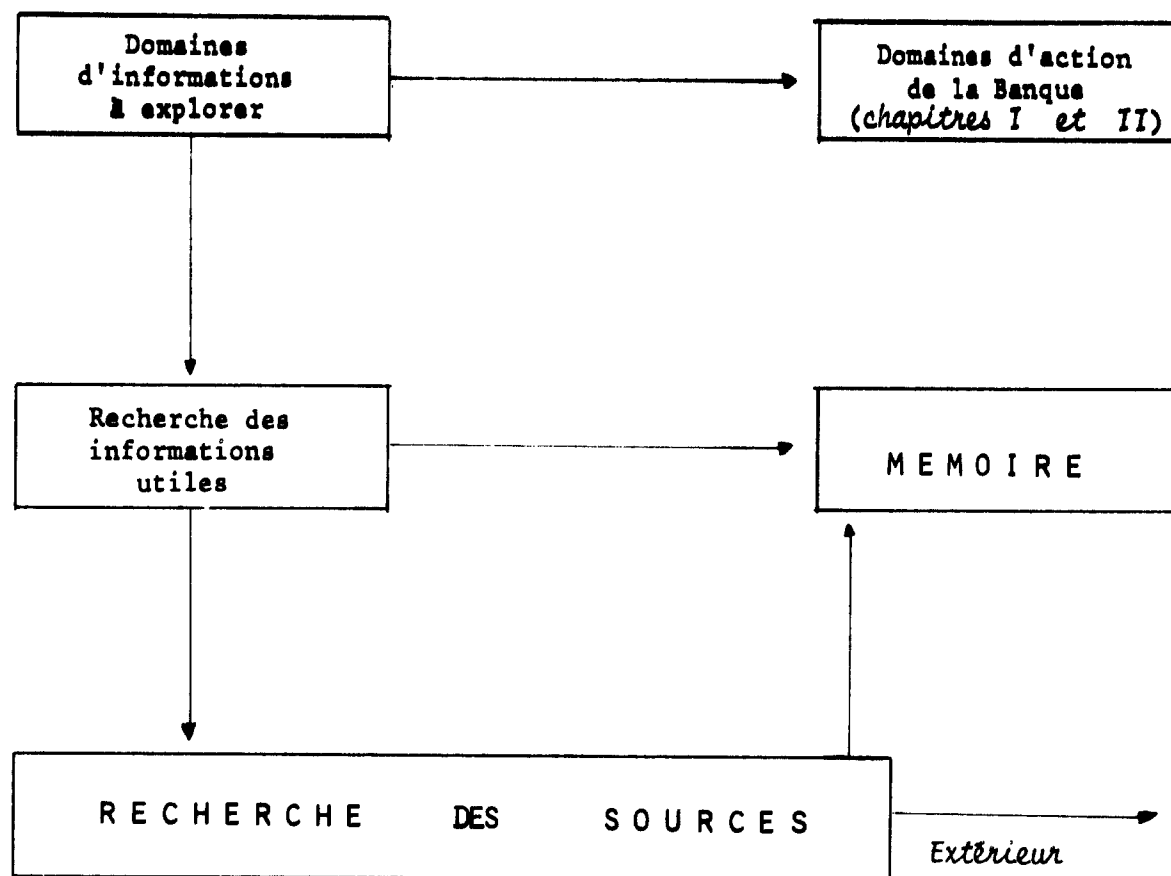 Domaines
d'informations
à explorer
Domaines d'action
de la Banque
(chapitres I et II)
Recherche des
informations
utiles
MEMOIRE
RECHERCHE DES SOURCES
Extérieur